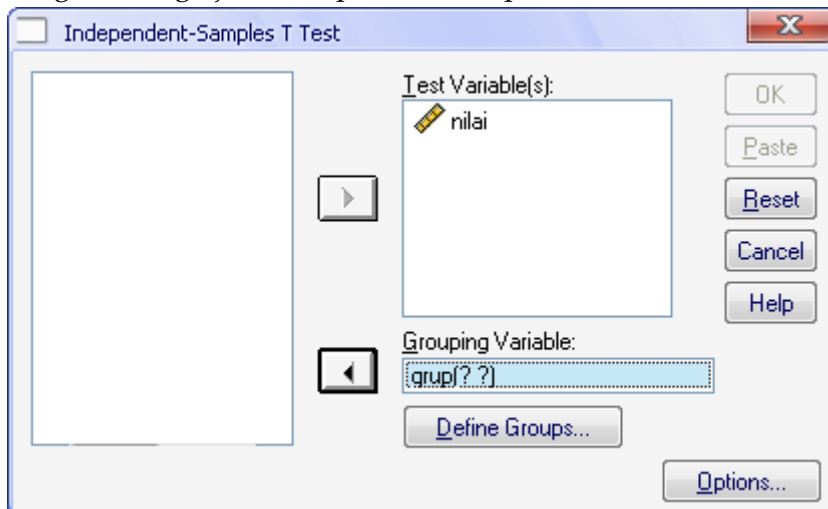 Independent-Samples T Test
Test Variable(s):
nilai
OK
Paste
Reset
Cancel
Help
Grouping Variable:
grup(? ?)
Define Groups...
Options...